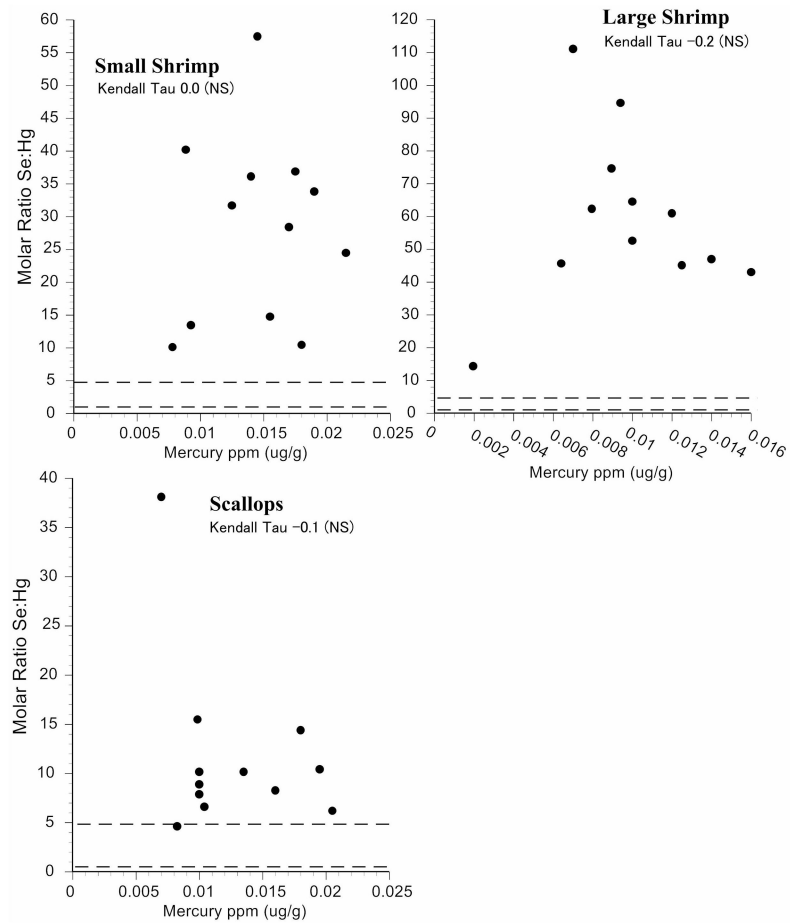 Small Shrimp
Kendall Tau 0.0 (NS)
Molar Ratio Se:Hg
60
55
50
45
40
35
30
25
20
15
10
5
0
0 0.005 0.01 0.015 0.02 0.025
Mercury ppm (ug/g)
Large Shrimp
Kendall Tau −0.2 (NS)
120
110
100
90
80
70
60
50
40
30
20
10
0
0 0.002 0.004 0.006 0.008 0.01 0.012 0.014 0.016
Mercury ppm (ug/g)
Scallops
Kendall Tau −0.1 (NS)
Molar Ratio Se:Hg
40
35
30
25
20
15
10
5
0
0 0.005 0.01 0.015 0.02 0.025
Mercury ppm (ug/g)